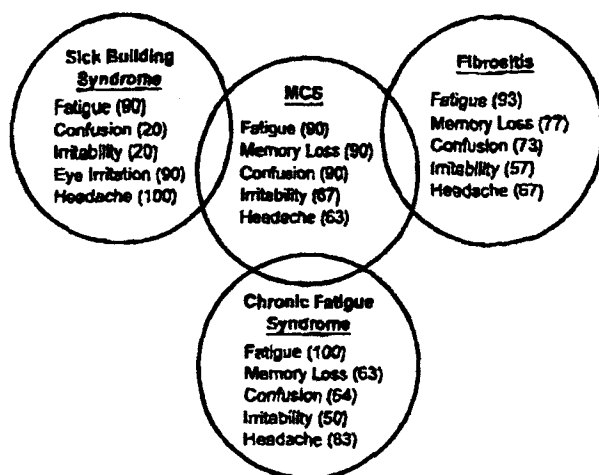 Sick Building
Syndrome
Fatigue (90)
Confusion (20)
Irritability (20)
Eye Irritation (90)
Headache (100)
MCS
Fatigue (90)
Memory Loss (90)
Confusion (90)
Irritability (67)
Headache (63)
Fibrositis
Fatigue (93)
Memory Loss (77)
Confusion (73)
Irritability (57)
Headache (67)
Chronic Fatigue
Syndrome
Fatigue (100)
Memory Loss (63)
Confusion (64)
Irritability (50)
Headache (83)